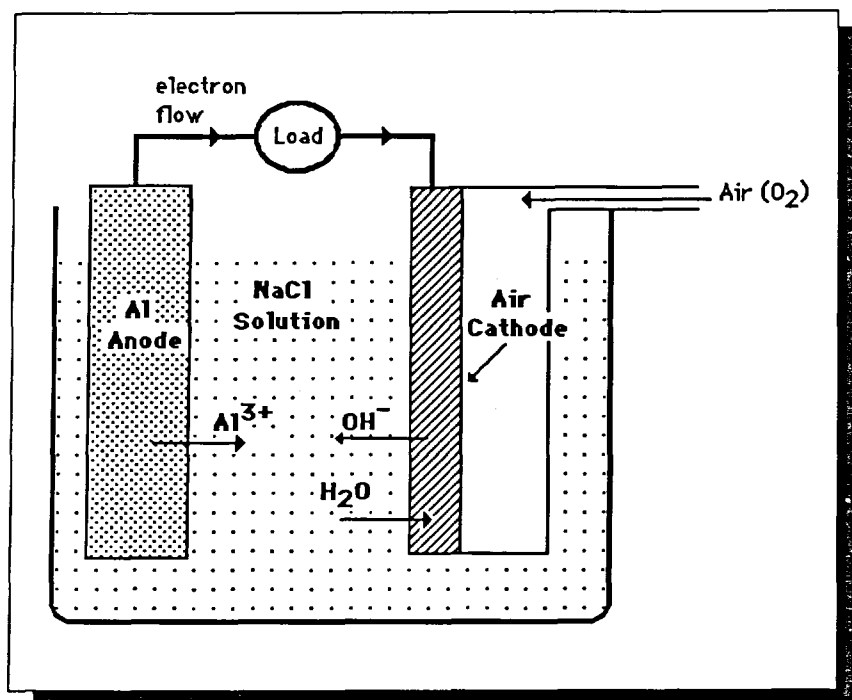 electron
flow
Load
Air (O₂)
NaCl
Solution
Al
Anode
Air
Cathode
Al³⁺
OH⁻
H₂O